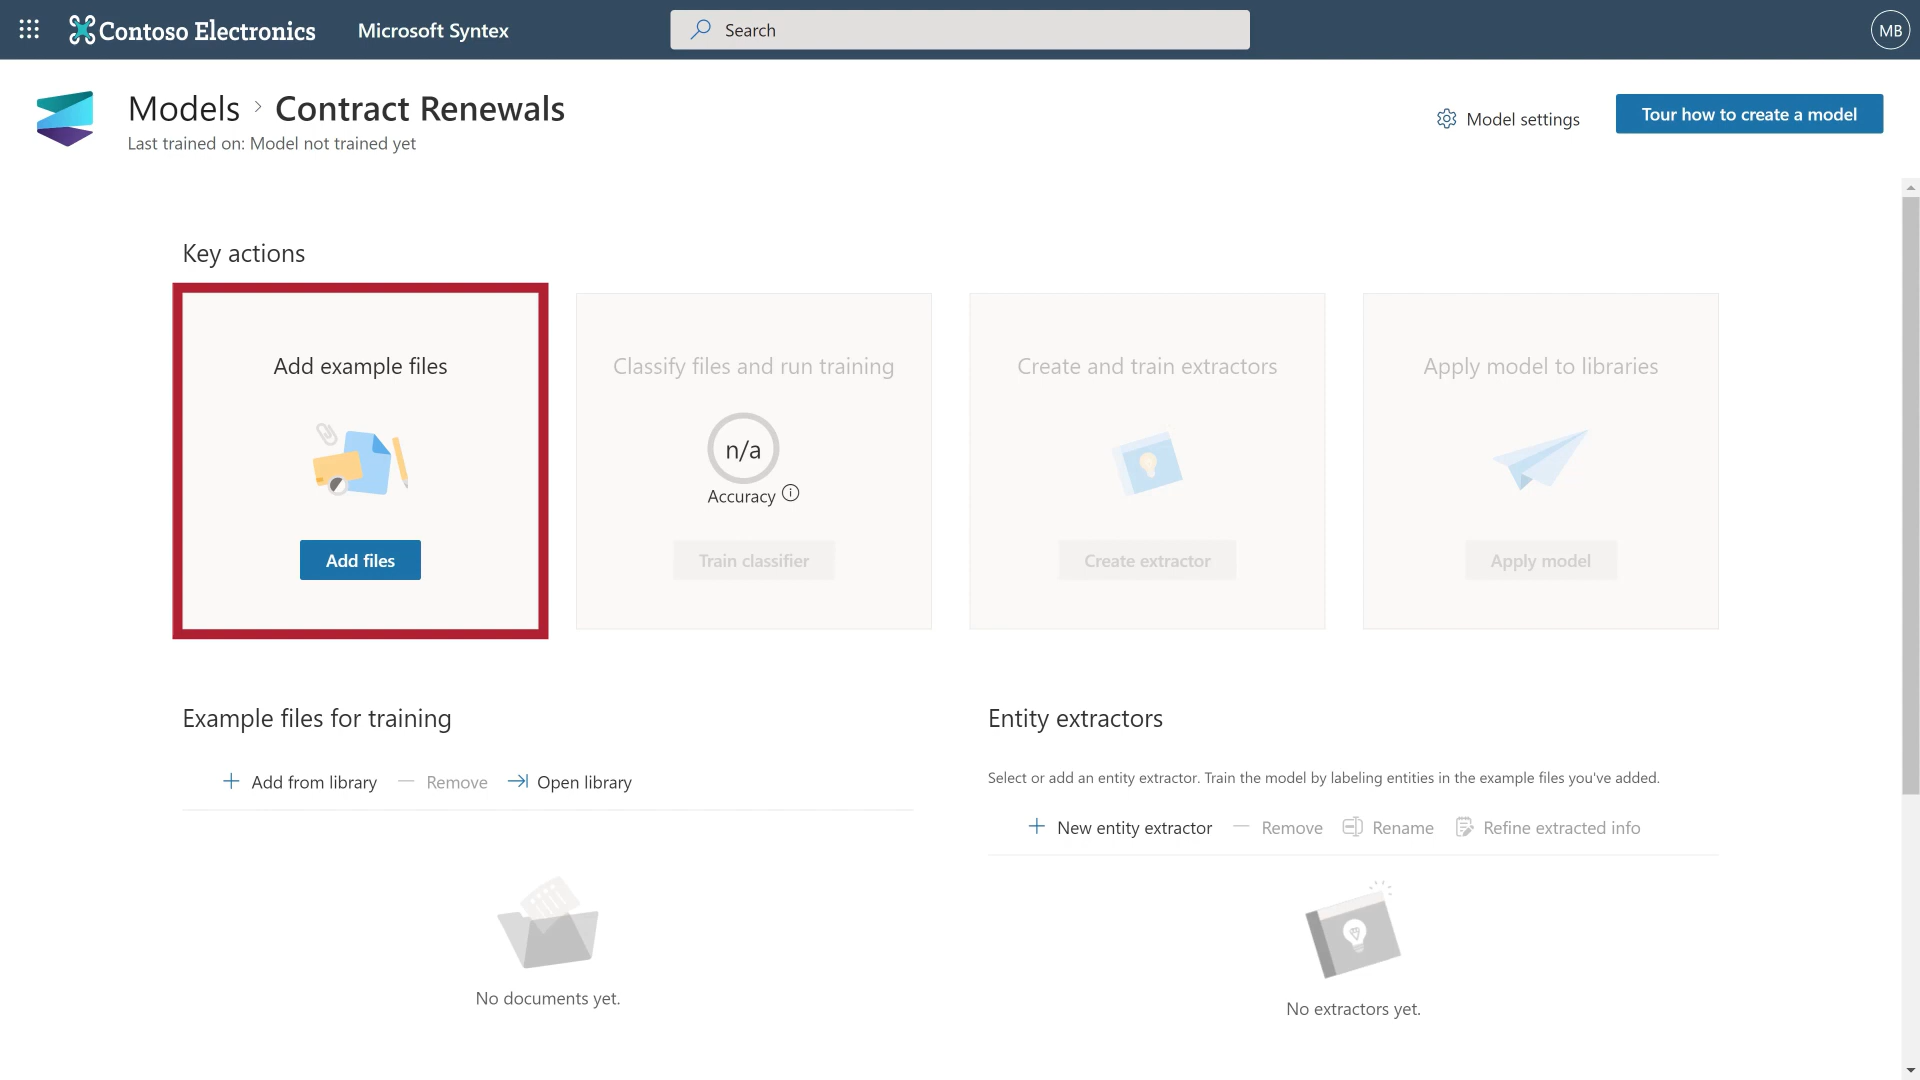 Contoso Electronics
Microsoft Syntex
Search
MB
Models > Contract Renewals
Last trained on: Model not trained yet
Model settings
Tour how to create a model
Key actions
Add example files
Add files
Classify files and run training
n/a
Accuracy
Train classifier
Create and train extractors
Create extractor
Apply model to libraries
Apply model
Example files for training
Add from library
Remove
Open library
No documents yet.
Entity extractors
Select or add an entity extractor. Train the model by labeling entities in the example files you've added.
New entity extractor
Remove
Rename
Refine extracted info
No extractors yet.